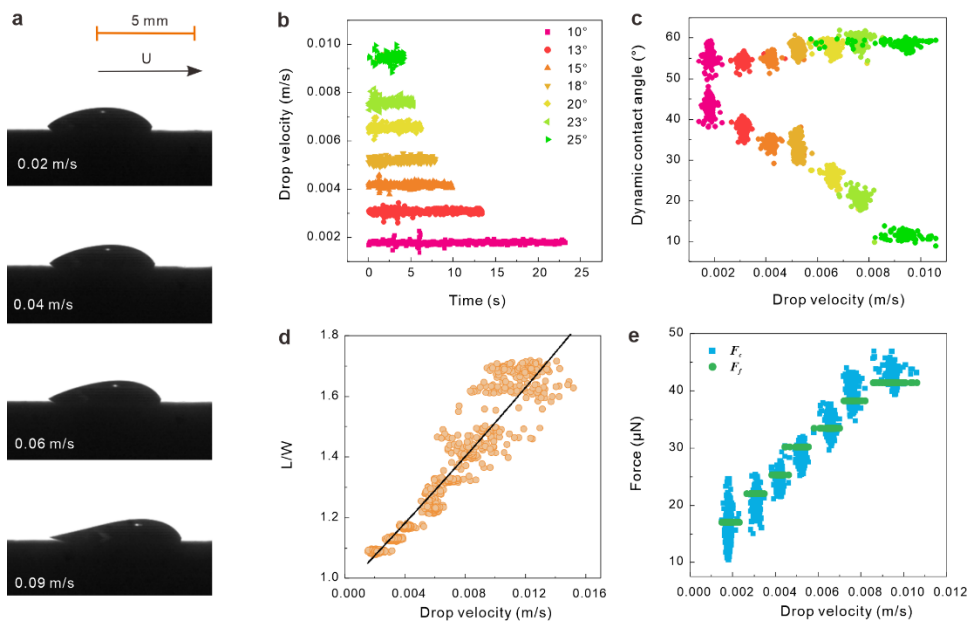 a
5 mm
U
0.02 m/s
0.04 m/s
0.06 m/s
0.09 m/s
b
Drop velocity (m/s)
0.010
0.008
0.006
0.004
0.002
0 5 10 15 20 25
Time (s)
10°
13°
15°
18°
20°
23°
25°
c
Dynamic contact angle (°)
60
50
40
30
20
10
0.002 0.004 0.006 0.008 0.010
Drop velocity (m/s)
d
L/W
1.8
1.6
1.4
1.2
1.0
0.000 0.004 0.008 0.012 0.016
Drop velocity (m/s)
e
Force (μN)
50
40
30
20
10
F
F_f
0.000 0.002 0.004 0.006 0.008 0.010 0.012
Drop velocity (m/s)